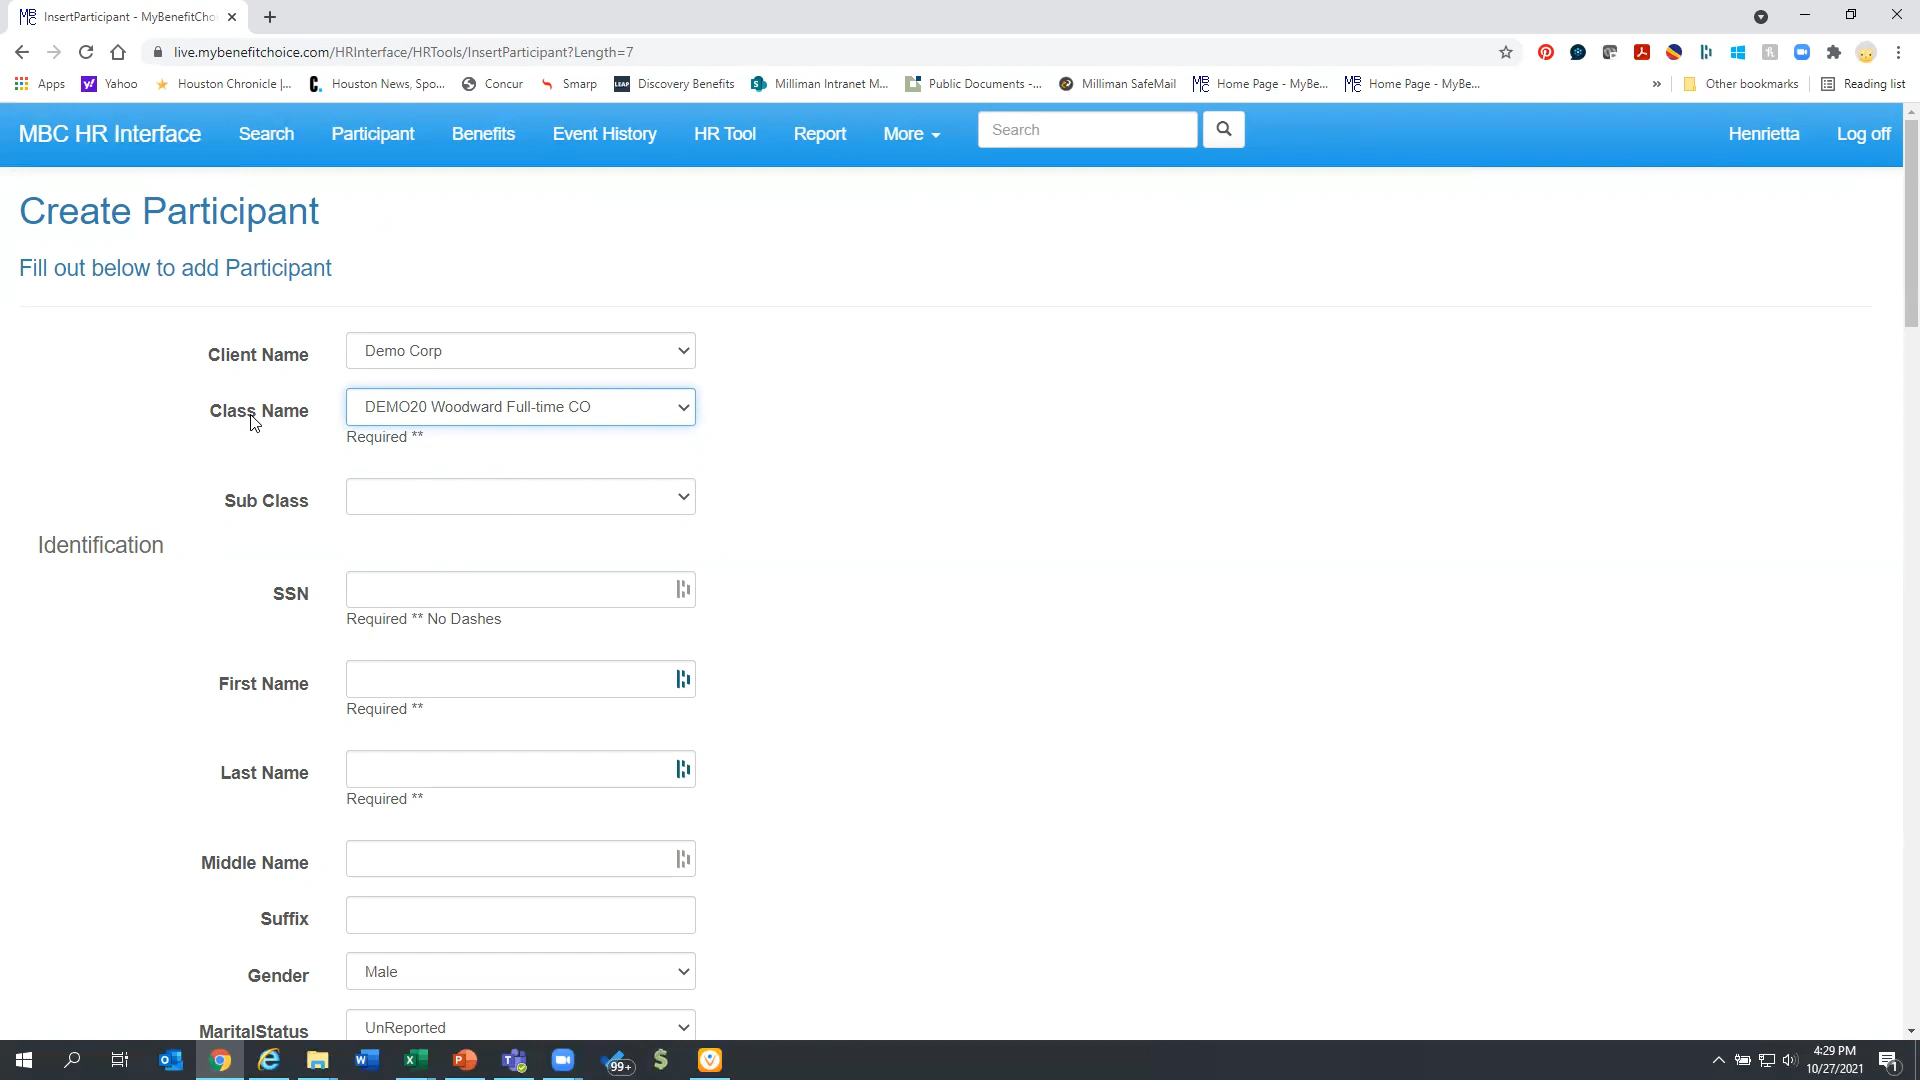 InsertParticipant - MyBenefitCho
live.mybenefitchoice.com/HRInterface/HRTools/InsertParticipant?Length=7
Apps
Yahoo
Houston Chronicle |...
Houston News, Spo...
Concur
Smarp
LEAP
Discovery Benefits
Milliman Intranet M...
Public Documents -...
Milliman SafeMail
MBC Home Page - MyBe...
MBC Home Page - MyBe...
»
Other bookmarks
Reading list
MBC HR Interface
Search
Participant
Benefits
Event History
HR Tool
Report
More
Search
Henrietta
Log off
Create Participant
Fill out below to add Participant
Client Name
Demo Corp
Class Name
DEMO20 Woodward Full-time CO
Required **
Sub Class
Identification
SSN
Required ** No Dashes
First Name
Required **
Last Name
Required **
Middle Name
Suffix
Gender
Male
MaritalStatus
UnReported
99+
4:29 PM
10/27/2021
1